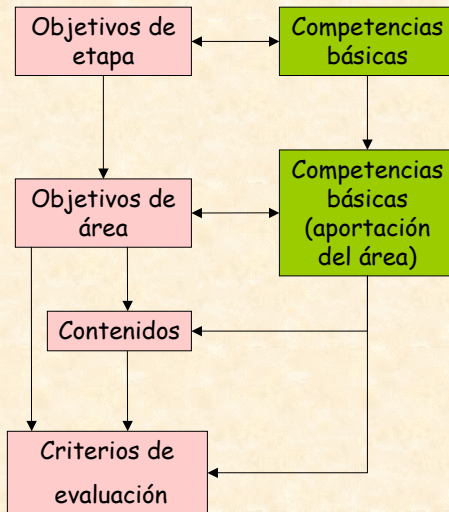 Objetivos de
etapa
Competencias
básicas
Objetivos de
área
Competencias
básicas
(aportación
del área)
Contenidos
Criterios de
evaluación